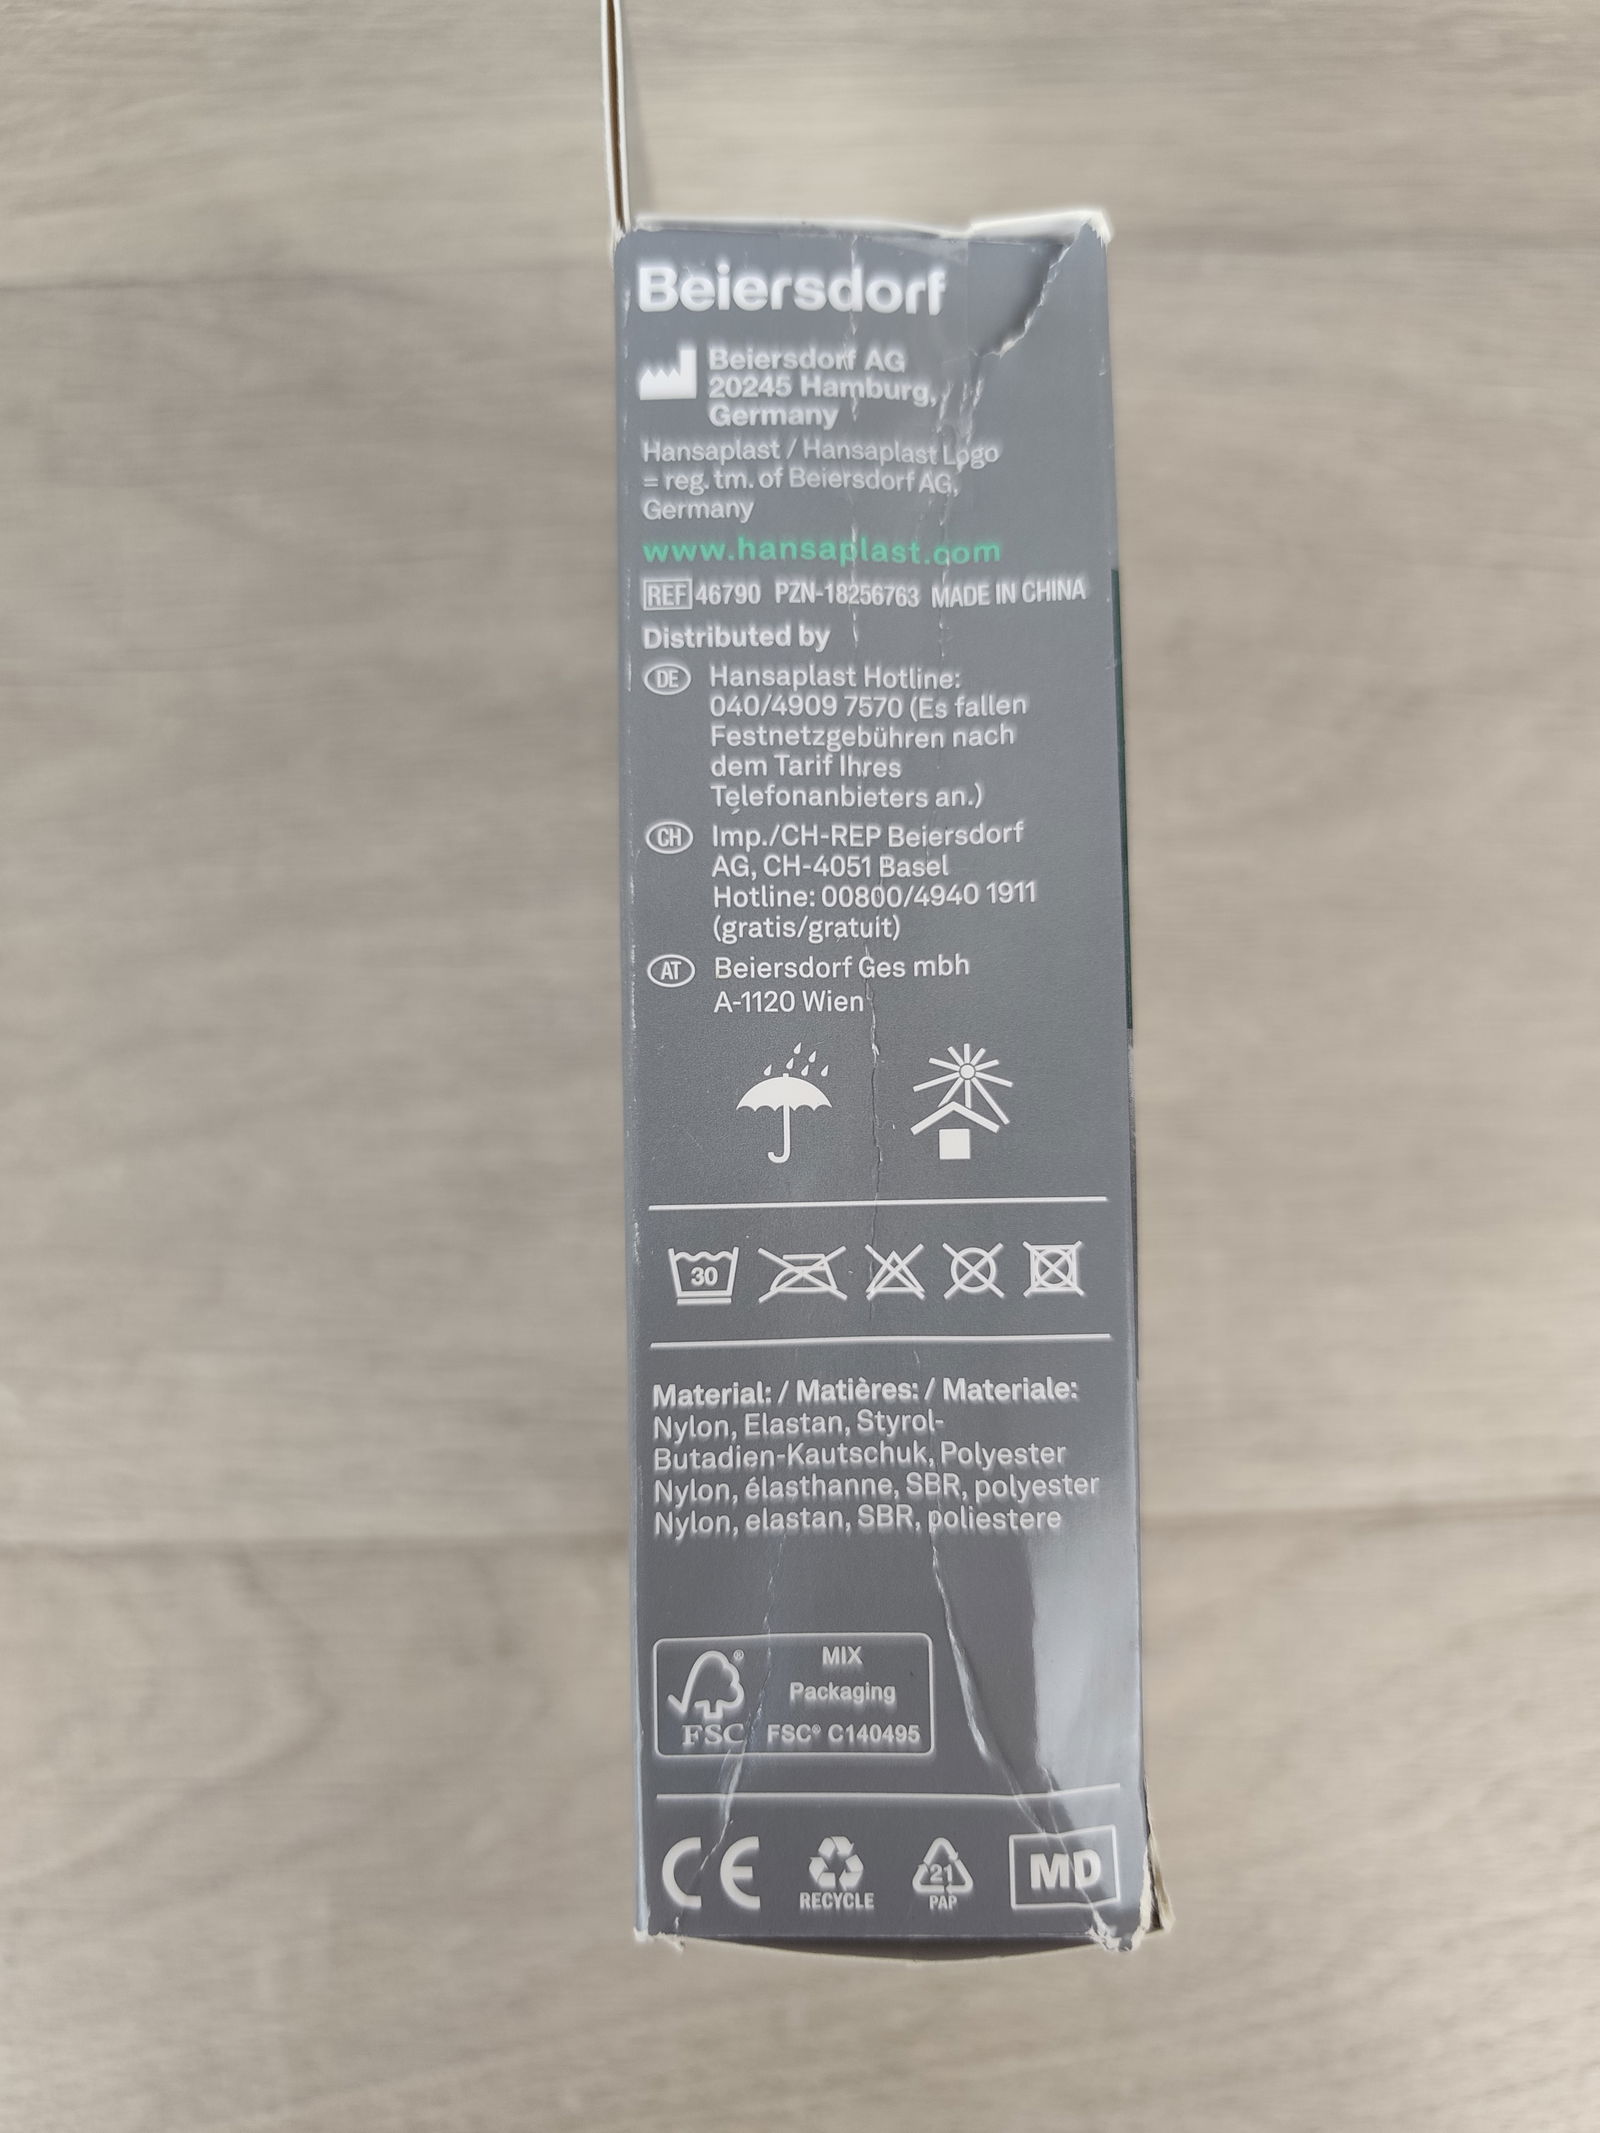 Beiersdorf
Beiersdorf AG
20245 Hamburg,
Germany
Hansaplast / Hansaplast Logo
= reg. tm. of Beiersdorf AG,
Germany
www.hansaplast.com
REF 46790 PZN-18256763 MADE IN CHINA
Distributed by
DE Hansaplast Hotline:
040/4909 7570 (Es fallen
Festnetzgebühren nach
dem Tarif Ihres
Telefonanbieters an.)
CH Imp./CH-REP Beiersdorf
AG, CH-4051 Basel
Hotline: 00800/4940 1911
(gratis/gratuit)
AT Beiersdorf Ges mbh
A-1120 Wien
30
Material: / Matières: / Materiale:
Nylon, Elastan, Styrol-
Butadien-Kautschuk, Polyester
Nylon, élasthanne, SBR, polyester
Nylon, elastan, SBR, poliestere
MIX
Packaging
FSC® FSC® C140495
CE RECYCLE 21 PAP MD